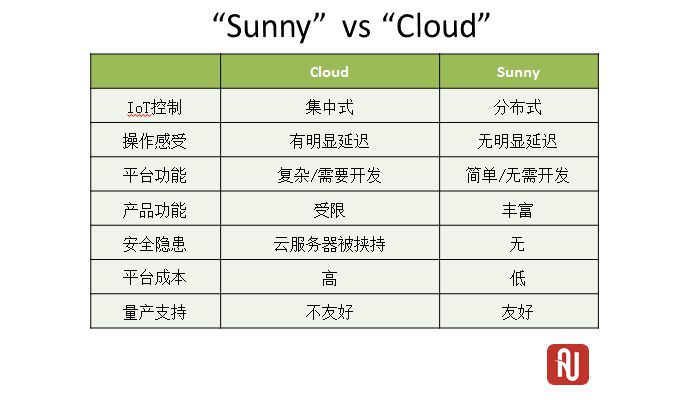 “Sunny” vs “Cloud”
Cloud Sunny
IoT控制 集中式 分布式
操作感受 有明显延迟 无明显延迟
平台功能 复杂/需要开发 简单/无需开发
产品功能 受限 丰富
安全隐患 云服务器被挟持 无
平台成本 高 低
量产支持 不友好 友好